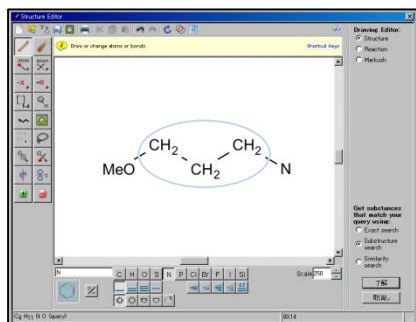 Structure Editor
Draw or change atoms or bonds.
Shortcut Keys
Drawing Editor:
Structure
Reaction
Markush
CH2
CH2
MeO
CH2
N
Get substances
that match your
query using:
Exact search
Substructure
search
Similarity
search
N
C H O S N P Cl Br F I Si
Scale 250
了解
取消し
C4 H11 N O (query)